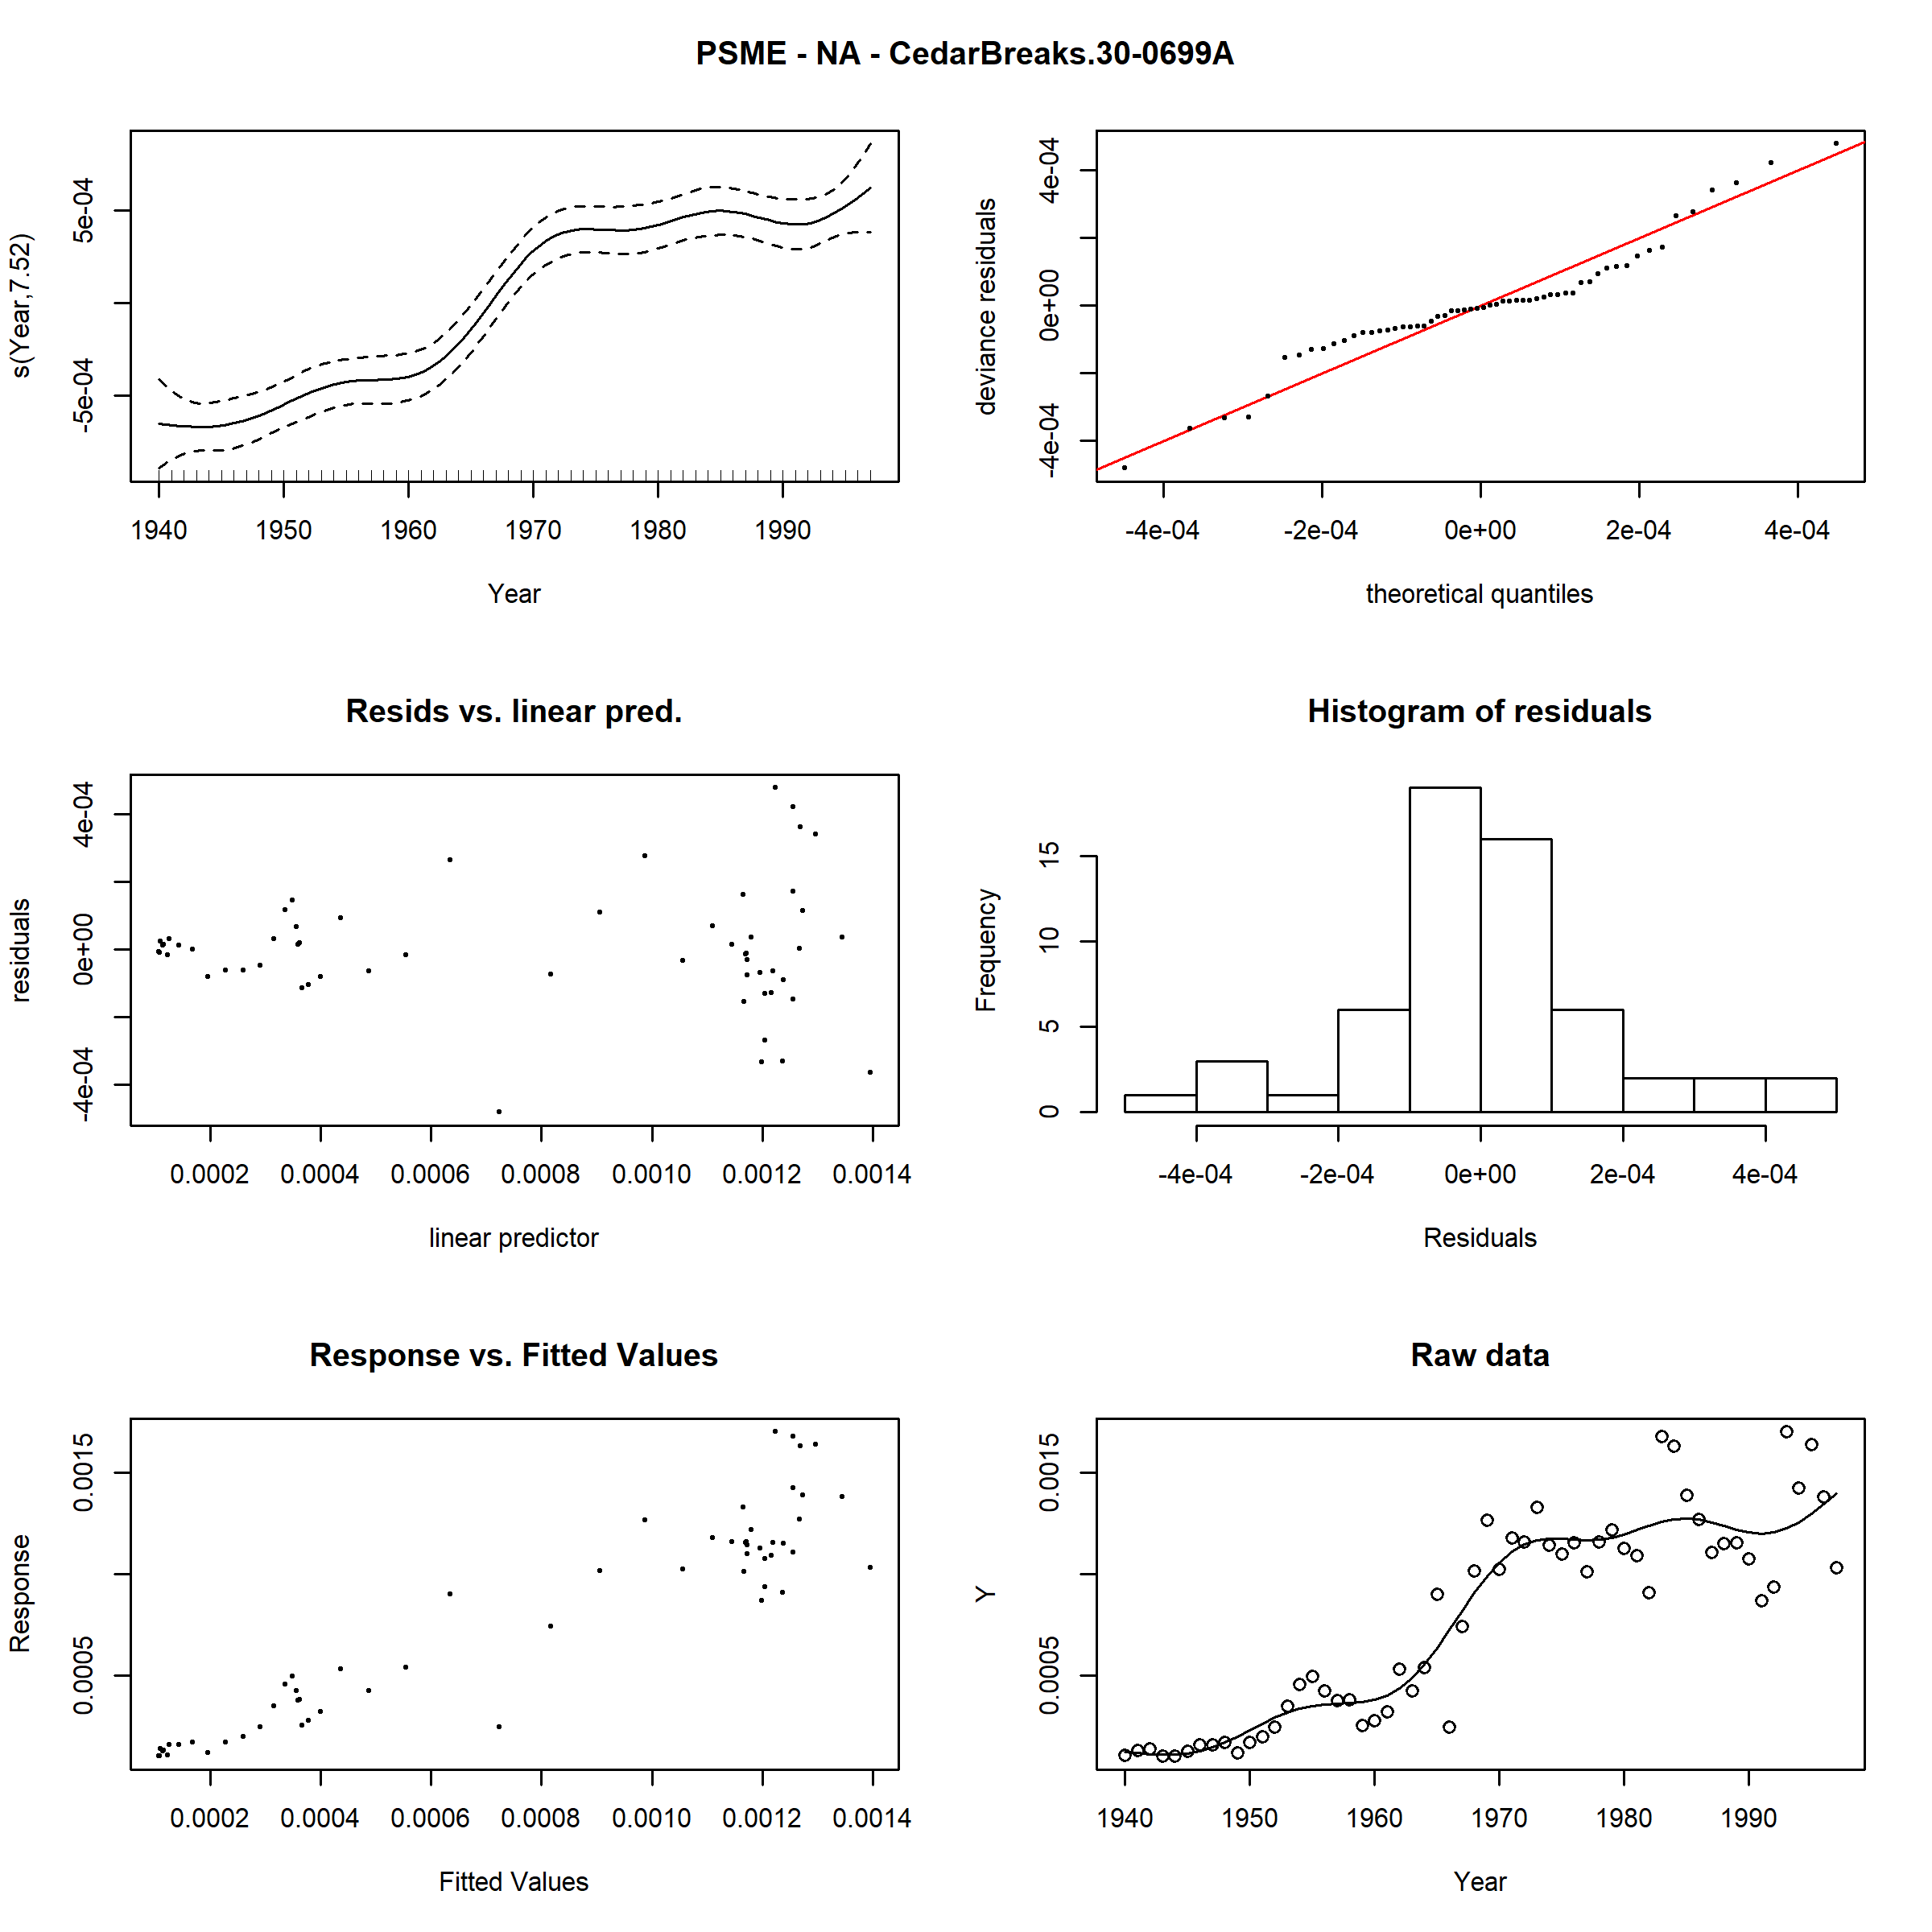 PSME - NA - CedarBreaks.30-0699A
s(Year,7.52)
5e-04
-5e-04
1940 1950 1960 1970 1980 1990
Year
deviance residuals
4e-04
0e+00
-4e-04
-4e-04 -2e-04 0e+00 2e-04 4e-04
theoretical quantiles
Resids vs. linear pred.
residuals
4e-04
0e+00
-4e-04
0.0002 0.0004 0.0006 0.0008 0.0010 0.0012 0.0014
linear predictor
Histogram of residuals
Frequency
15
10
5
0
-4e-04 -2e-04 0e+00 2e-04 4e-04
Residuals
Response vs. Fitted Values
Response
0.0015
0.0005
0.0002 0.0004 0.0006 0.0008 0.0010 0.0012 0.0014
Fitted Values
Raw data
Y
0.0015
0.0005
1940 1950 1960 1970 1980 1990
Year